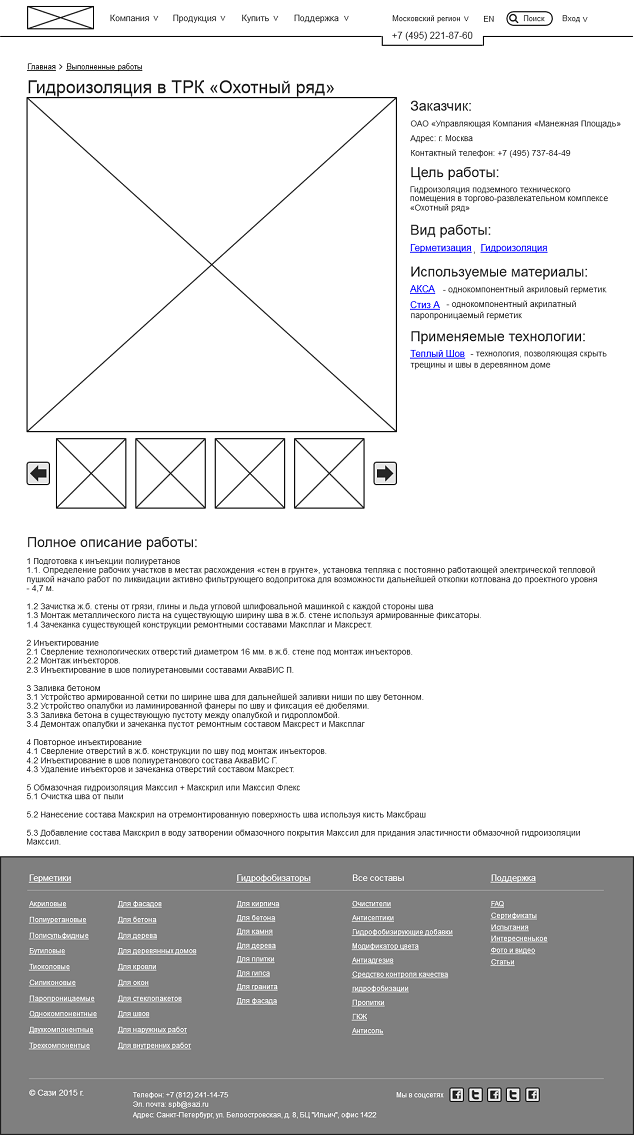 Компания v Продукция v Купить v Поддержка v Московский регион v EN Поиск Вход v
+7 (495) 221-87-60
Главная > Выполненные работы
Гидроизоляция в ТРК «Охотный ряд»
Заказчик:
ОАО «Управляющая Компания «Манежная Площадь»
Адрес: г. Москва
Контактный телефон: +7 (495) 737-84-49
Цель работы:
Гидроизоляция подземного технического
помещения в торгово-развлекательном комплексе
«Охотный ряд»
Вид работы:
Герметизация , Гидроизоляция
Используемые материалы:
АКСА - однокомпонентный акриловый герметик
Стиз А - однокомпонентный акрилатный
паропроницаемый герметик
Применяемые технологии:
Теплый Шов - технология, позволяющая скрыть
трещины и швы в деревянном доме
Полное описание работы:
1 Подготовка к инъекции полиуретанов
1.1. Определение рабочих участков в местах расхождения «стен в грунте», установка тепляка с постоянно работающей электрической тепловой
пушкой начало работ по ликвидации активно фильтрующего водопритока для возможности дальнейшей откопки котлована до проектного уровня
- 4,7 м.
1.2 Зачистка ж.б. стены от грязи, глины и льда угловой шлифовальной машинкой с каждой стороны шва
1.3 Монтаж металлического листа на существующую ширину шва в ж.б. стене используя армированные фиксаторы.
1.4 Зачеканка существующей конструкции ремонтными составами Максплаг и Максрест.
2 Инъектирование
2.1 Сверление технологических отверстий диаметром 16 мм. в ж.б. стене под монтаж инъекторов.
2.2 Монтаж инъекторов.
2.3 Инъектирование в шов полиуретановыми составами АкваВИС П.
3 Заливка бетоном
3.1 Устройство армированной сетки по ширине шва для дальнейшей заливки ниши по шву бетонном.
3.2 Устройство опалубки из ламинированной фанеры по шву и фиксация её дюбелями.
3.3 Заливка бетона в существующую пустоту между опалубкой и гидропломбой.
3.4 Демонтаж опалубки и зачеканка пустот ремонтным составом Максрест и Максплаг
4 Повторное инъектирование
4.1 Сверление отверстий в ж.б. конструкции по шву под монтаж инъекторов.
4.2 Инъектирование в шов полиуретанового состава АкваВИС Г.
4.3 Удаление инъекторов и зачеканка отверстий составом Максрест.
5 Обмазочная гидроизоляция Макссил + Макскрил или Макссил Флекс
5.1 Очистка шва от пыли
5.2 Нанесение состава Макскрил на отремонтированную поверхность шва используя кисть Максбраш
5.3 Добавление состава Макскрил в воду затворении обмазочного покрытия Макссил для придания эластичности обмазочной гидроизоляции
Макссил.
Герметики
Акриловые
Полиуретановые
Полисульфидные
Бутиловые
Тиоколовые
Силиконовые
Паропроницаемые
Однокомпонентные
Двухкомпонентные
Трехкомпонентые
Для фасадов
Для бетона
Для дерева
Для деревянных домов
Для кровли
Для окон
Для стеклопакетов
Для швов
Для наружных работ
Для внутренних работ
Гидрофобизаторы
Для кирпича
Для бетона
Для камня
Для дерева
Для плитки
Для гипса
Для гранита
Для фасада
Все составы
Очистители
Антисептики
Гидрофобизирующие добавки
Модификатор цвета
Антиадгезив
Средство контроля качества
гидрофобизации
Пропитки
ГКЖ
Антисоль
Поддержка
FAQ
Сертификаты
Испытания
Интересненькое
Фото и видео
Статьи
© Сази 2015 г.
Телефон: +7 (812) 241-14-75
Эл. почта: spb@sazi.ru
Адрес: Санкт-Петербург, ул. Белоостровская, д. 8, БЦ "Ильич", офис 1422
Мы в соцсетях